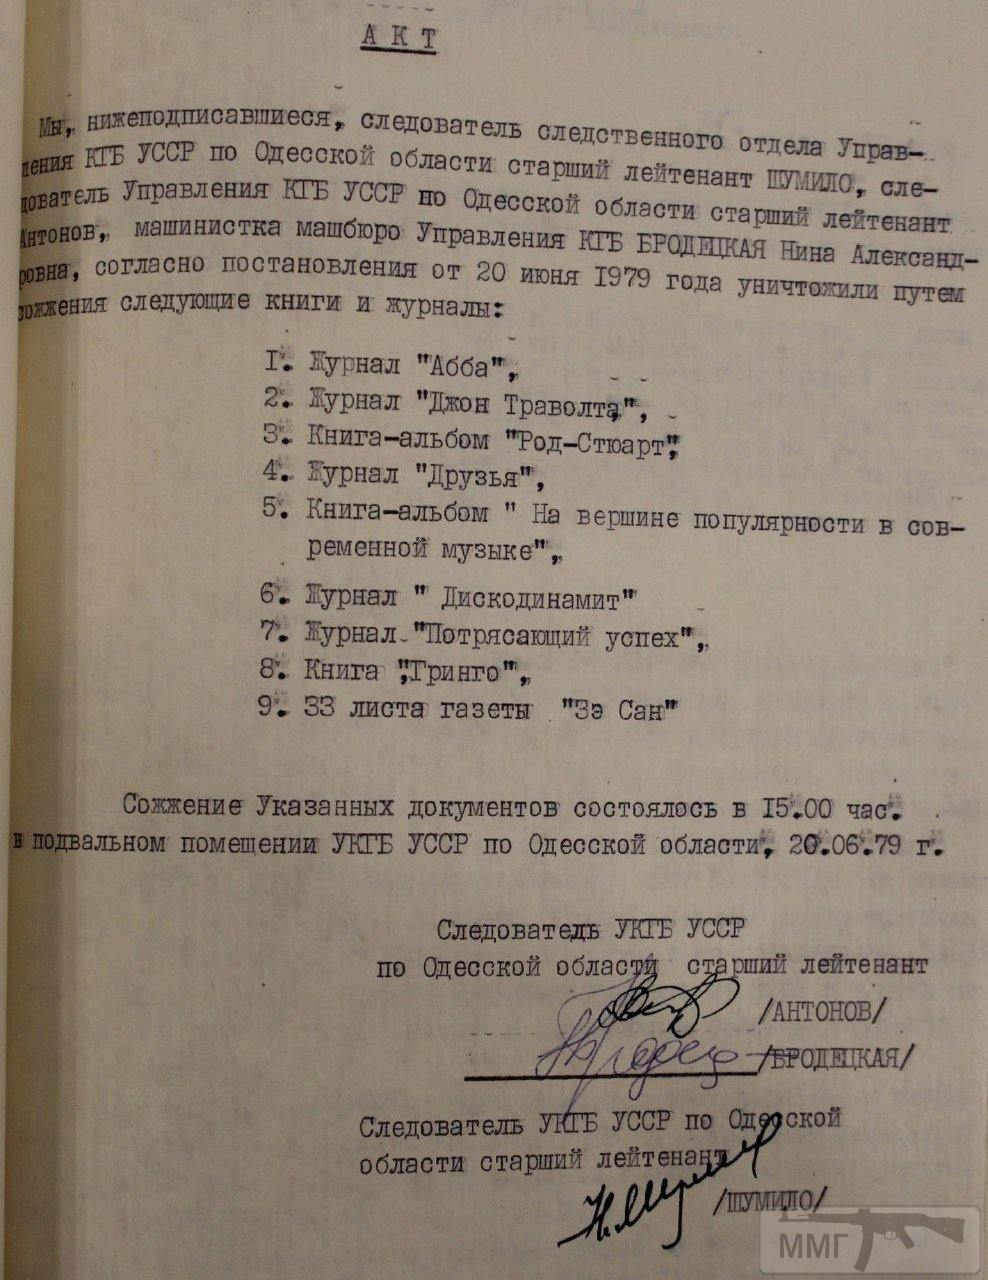 АКТ
Мы, нижеподписавшиеся, следователь следственного отдела Управ-
ления КГБ УССР по Одесской области старший лейтенант ШУМИЛО, сле-
дователь Управления КГБ УССР по Одесской области старший лейтенант
Антонов, машинистка машбюро Управления КГБ БРОДЕЦКАЯ Нина Александ-
ровна, согласно постановления от 20 июня 1979 года уничтожили путем
сожжения следующие книги и журналы:
1. Журнал "Абба",
2. Журнал "Джон Траволта",
3. Книга-альбом "Род-Стюарт",
4. Журнал "Друзья",
5. Книга-альбом " На вершине популярности в сов-
ременной музыке",
6. Журнал " Дискодинамит"
7. Журнал "Потрясающий успех",
8. Книга "Гринго",
9. 33 листа газеты "Зэ Сан"
Сожжение Указанных документов состоялось в 15.00 час.
в подвальном помещении УКГБ УССР по Одесской области, 20.06.79 г.
Следователь УКГБ УССР
по Одесской области старший лейтенант
/АНТОНОВ/
/БРОДЕЦКАЯ/
Следователь УКГБ УССР по Одесской
области старший лейтенант
/ШУМИЛО/
ММГ